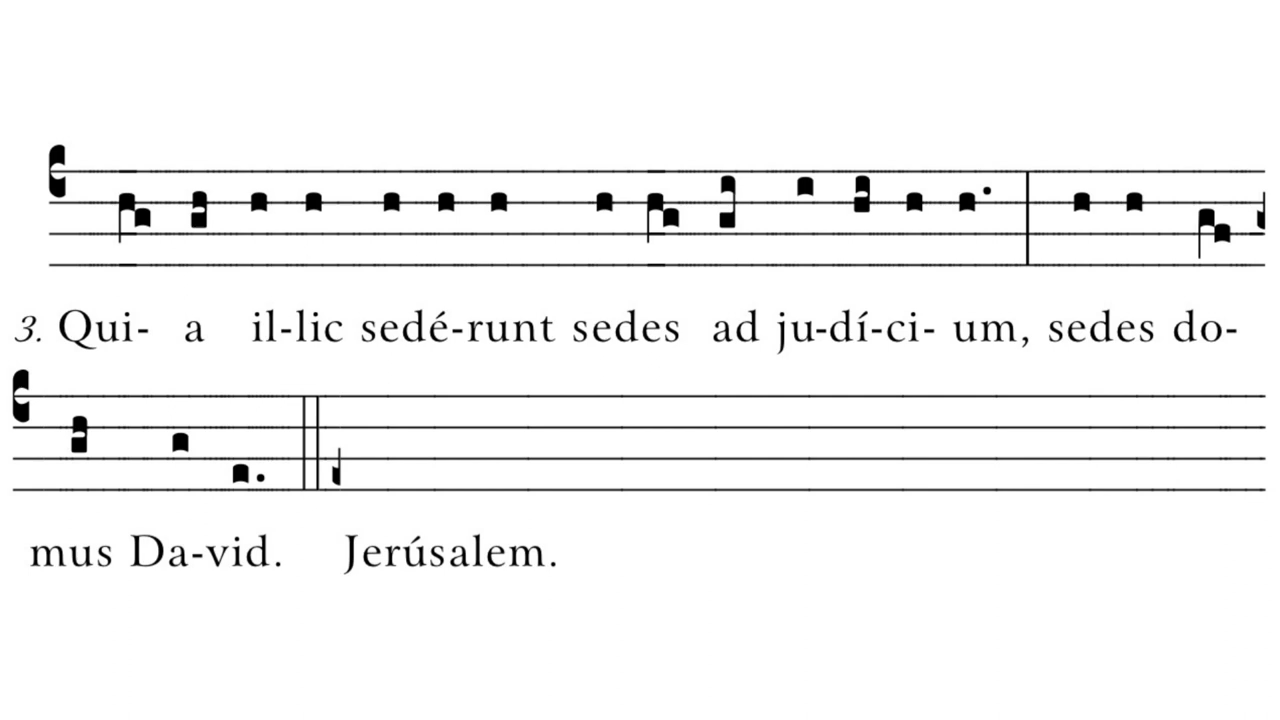 3. Qui- a il-lic sedé-runt sedes ad ju-dí-ci- um, sedes do-
mus Da-vid. Jerúsalem.